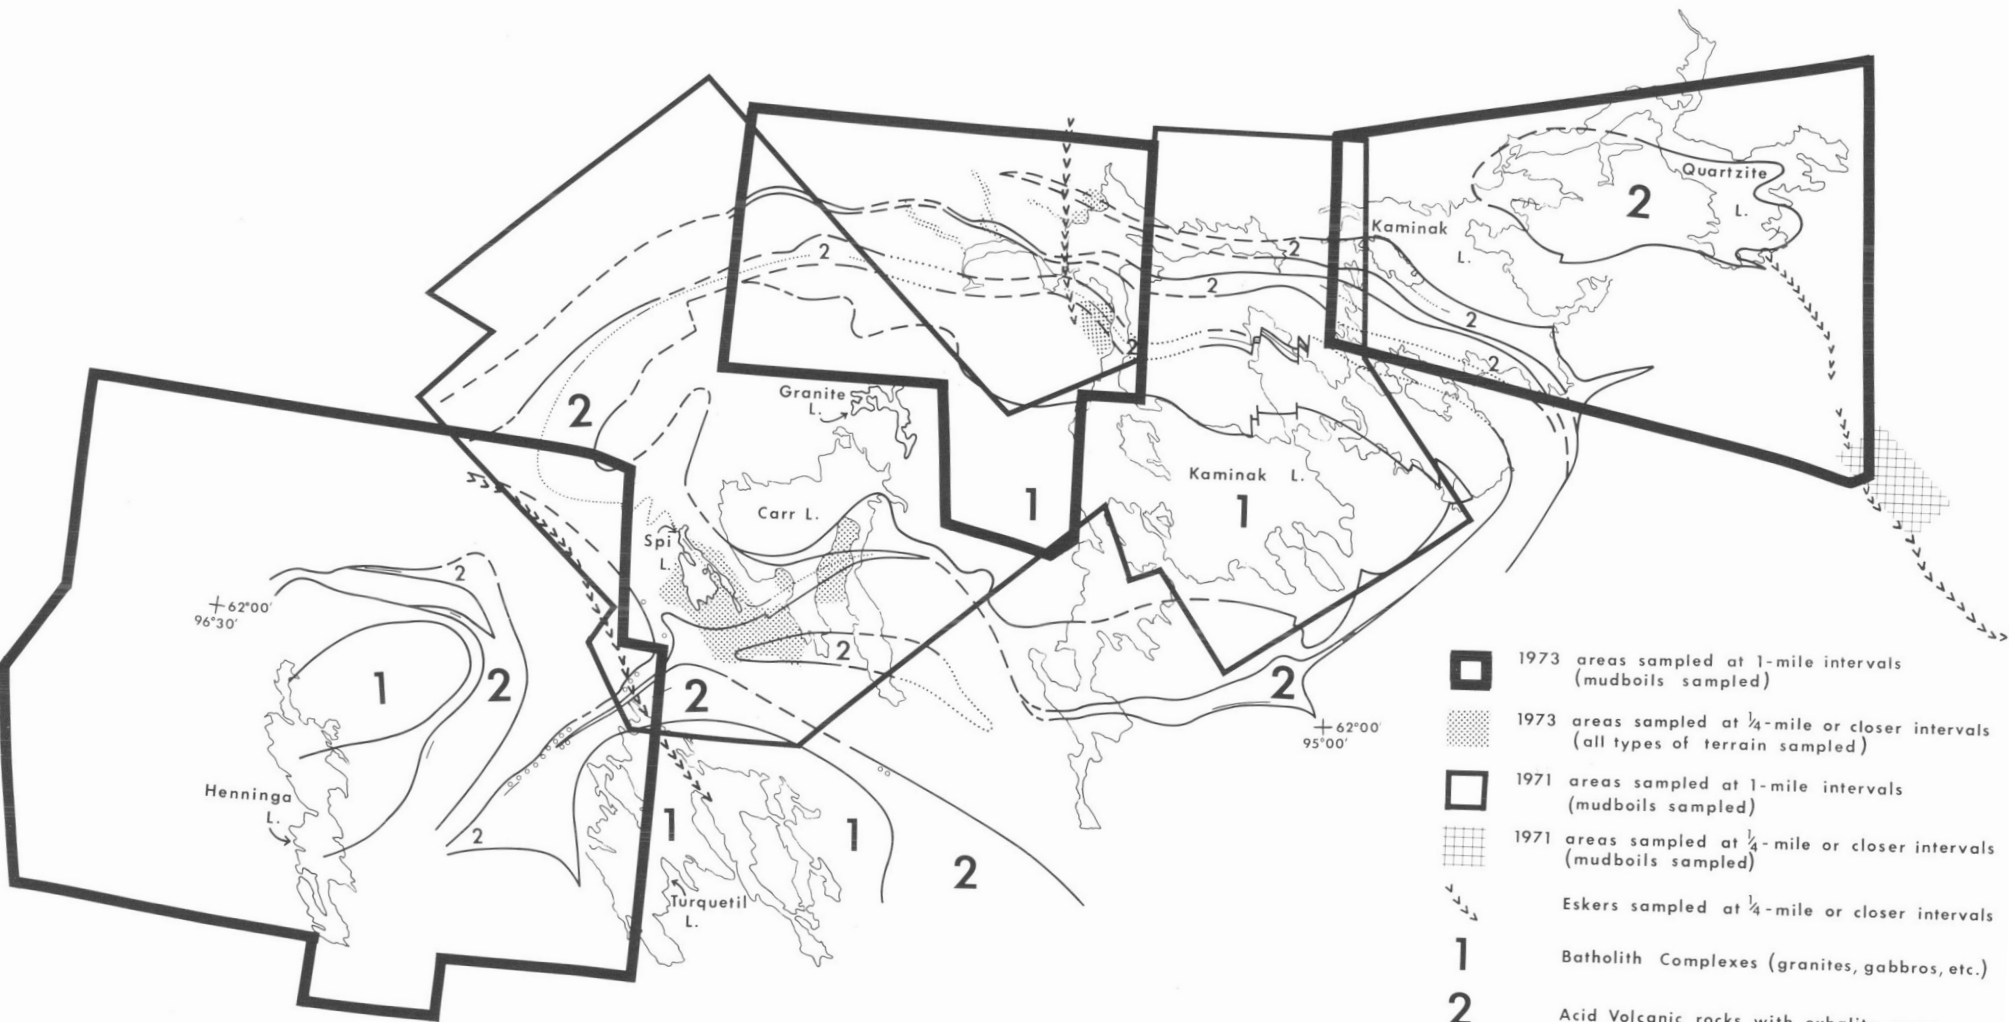 2
Quartzite
L.
Kaminak
L.
2
2
2
2
2
2
2
Granite
L.
Kaminak L.
1
1
Carr L.
Spi
L.
2
+ 62°00'
96°30'
1
2
2
2
2
+ 62°00'
95°00'
Henninga
L.
2
1
1
2
Turquetil
L.
1973 areas sampled at 1-mile intervals
(mudboils sampled)
1973 areas sampled at ¼-mile or closer intervals
(all types of terrain sampled)
1971 areas sampled at 1-mile intervals
(mudboils sampled)
1971 areas sampled at ¼-mile or closer intervals
(mudboils sampled)
Eskers sampled at ¼-mile or closer intervals
1 Batholith Complexes (granites, gabbros, etc.)
2 Acid Volcanic rocks with